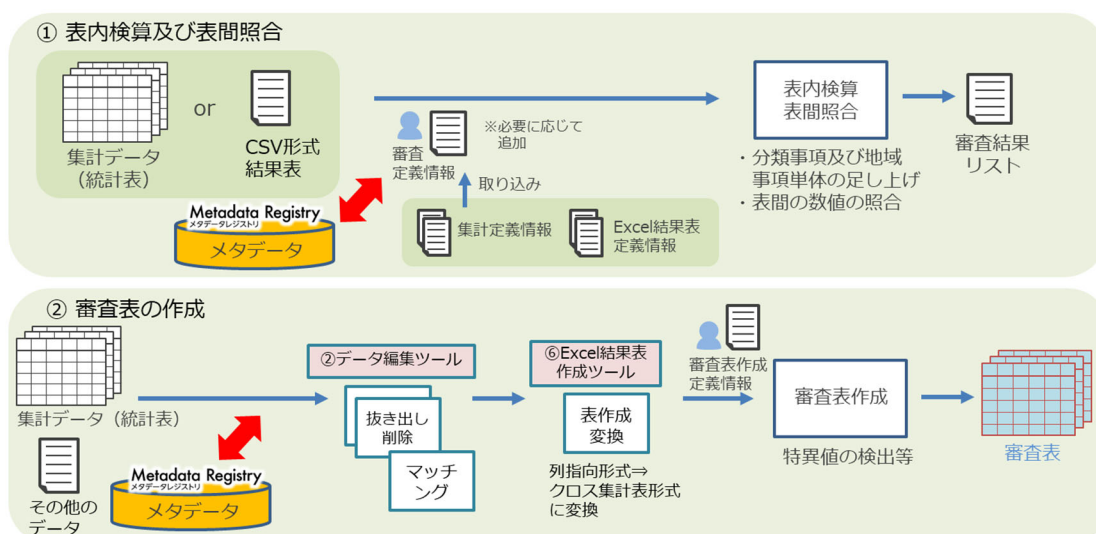 ① 表内検算及び表間照合
or
集計データ
（統計表）
CSV形式
結果表
審査
定義情報
※必要に応じて
追加
取り込み
集計定義情報
Excel結果表
定義情報
Metadata Registry
メタデータレジストリ
メタデータ
表内検算
表間照合
・分類事項及び地域
事項単体の足し上げ
・表間の数値の照合
審査結果
リスト
② 審査表の作成
集計データ（統計表）
その他の
データ
Metadata Registry
メタデータレジストリ
メタデータ
②データ編集ツール
抜き出し
削除
マッチ
ング
⑥Excel結果表
作成ツール
表作成
変換
列指向形式⇒
クロス集計表形式
に変換
審査表作成
定義情報
審査表作成
特異値の検出等
審査表